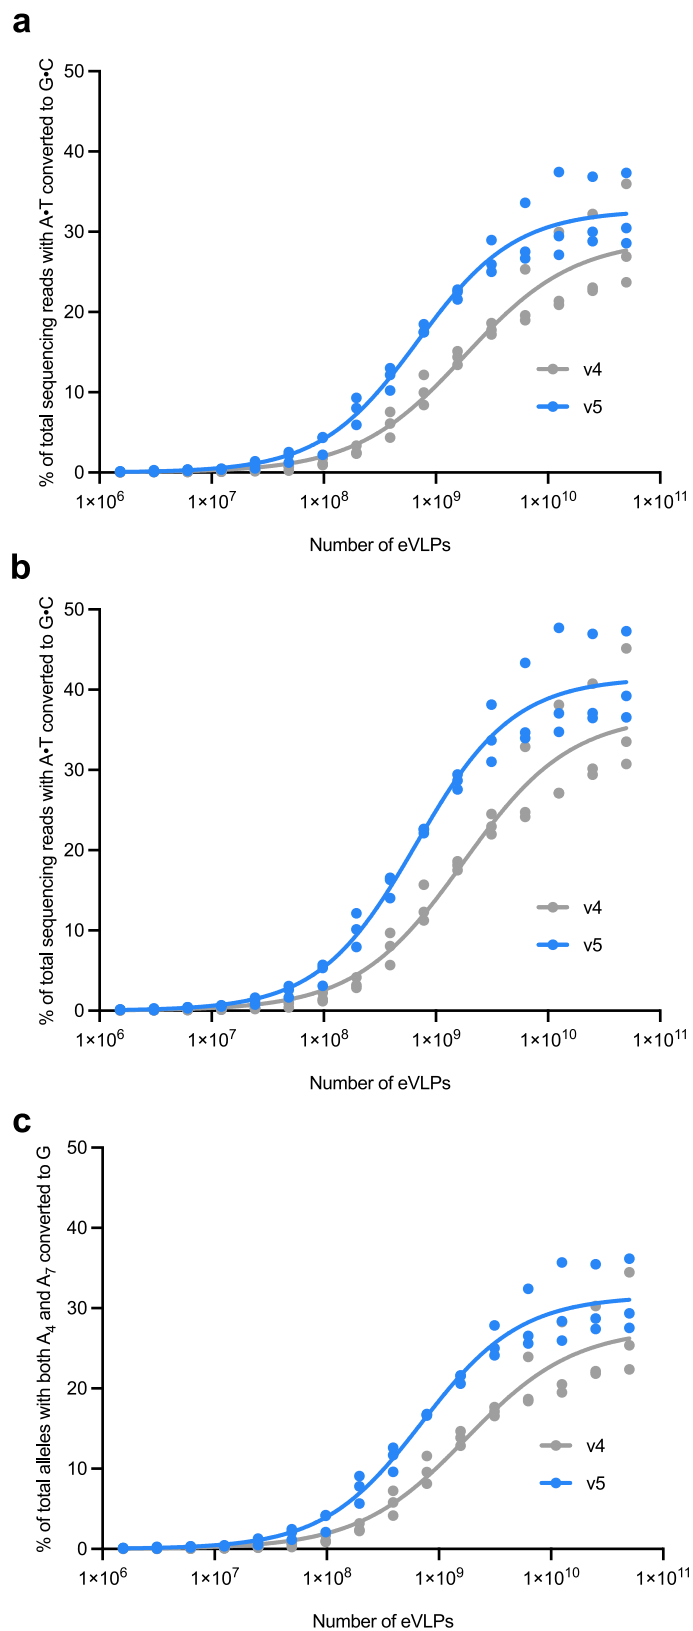 a
% of total sequencing reads with A•T converted to G•C
50
40
30
20
10
0
1×10⁶ 1×10⁷ 1×10⁸ 1×10⁹ 1×10¹⁰ 1×10¹¹
Number of eVLPs
v4
v5
b
% of total sequencing reads with A•T converted to G•C
50
40
30
20
10
0
1×10⁶ 1×10⁷ 1×10⁸ 1×10⁹ 1×10¹⁰ 1×10¹¹
Number of eVLPs
v4
v5
c
% of total alleles with both A₄ and A₇ converted to G
50
40
30
20
10
0
1×10⁶ 1×10⁷ 1×10⁸ 1×10⁹ 1×10¹⁰ 1×10¹¹
Number of eVLPs
v4
v5